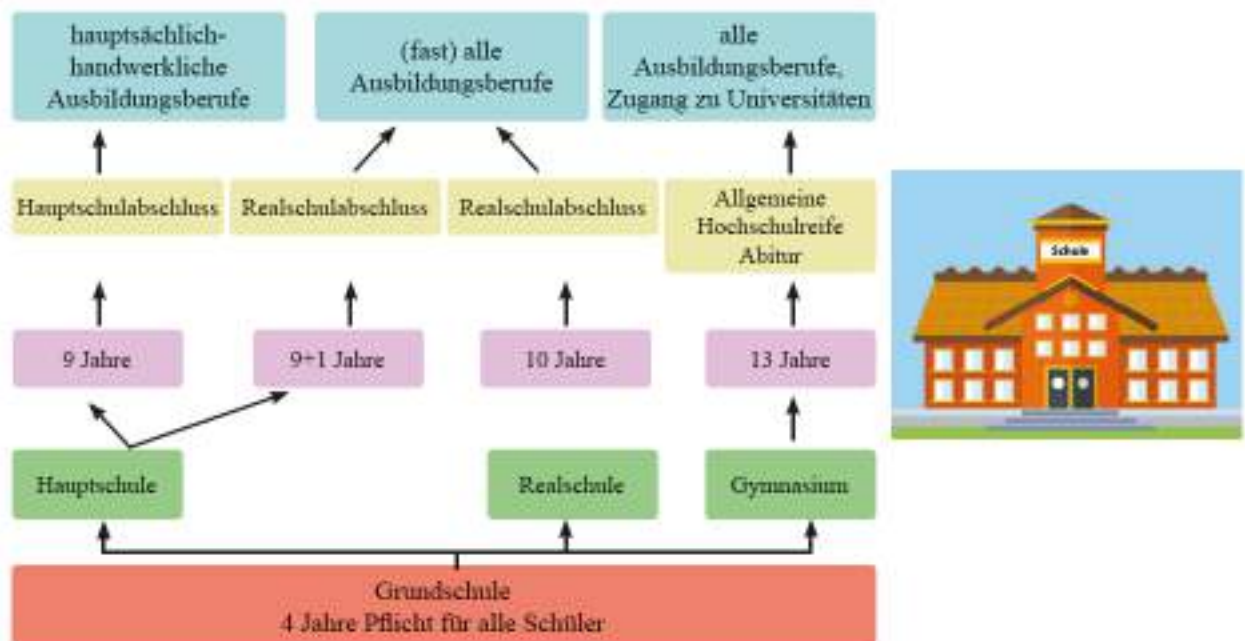 hauptsächlich-
handwerkliche
Ausbildungsberufe
(fast) alle
Ausbildungsberufe
alle
Ausbildungsberufe,
Zugang zu Universitäten
Hauptschulabschluss
Realschulabschluss
Realschulabschluss
Allgemeine
Hochschulreife
Abitur
Schule
9 Jahre
9+1 Jahre
10 Jahre
13 Jahre
Hauptschule
Realschule
Gymnasium
Grundschule
4 Jahre Pflicht für alle Schüler